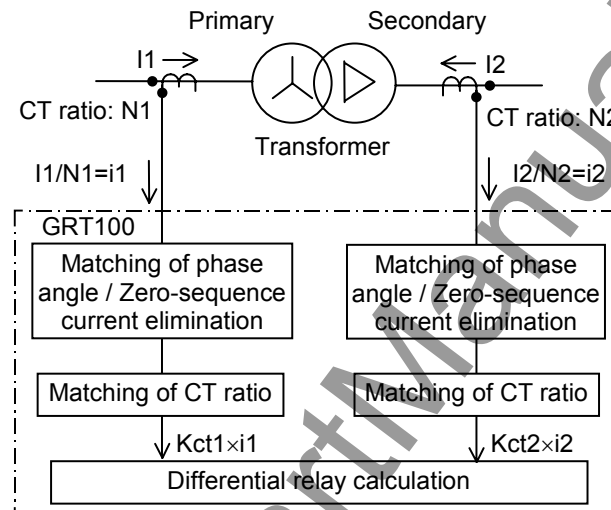 Primary
Secondary
I1
I2
CT ratio: N1
CT ratio: N2
Transformer
I1/N1=i1
I2/N2=i2
GRT100
Matching of phase
angle / Zero-sequence
current elimination
Matching of phase
angle / Zero-sequence
current elimination
Matching of CT ratio
Matching of CT ratio
Kct1×i1
Kct2×i2
Differential relay calculation